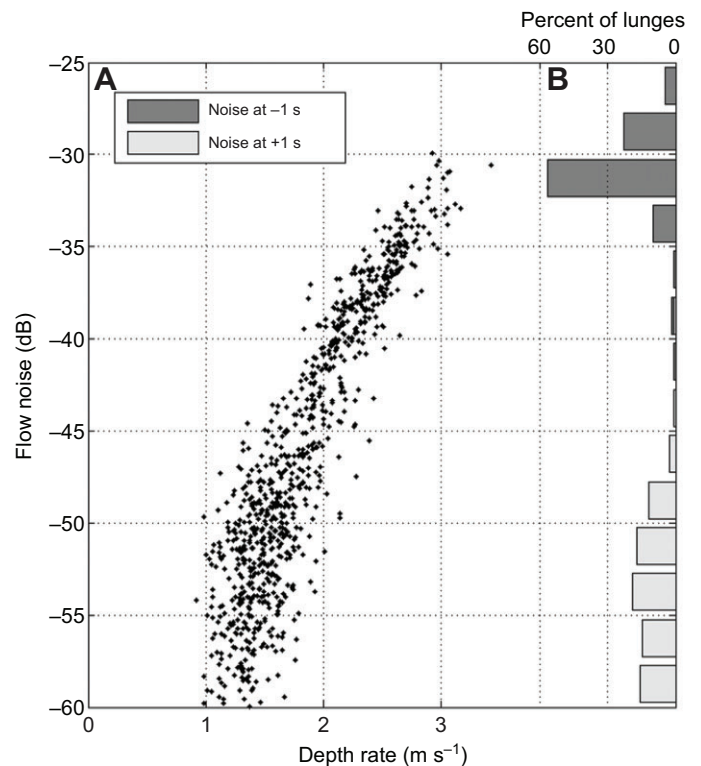 Percent of lunges
60 30 0
A
B
Noise at –1 s
Noise at +1 s
–25
–30
–35
–40
–45
–50
–55
–60
Flow noise (dB)
0 1 2 3
Depth rate (m s–1)